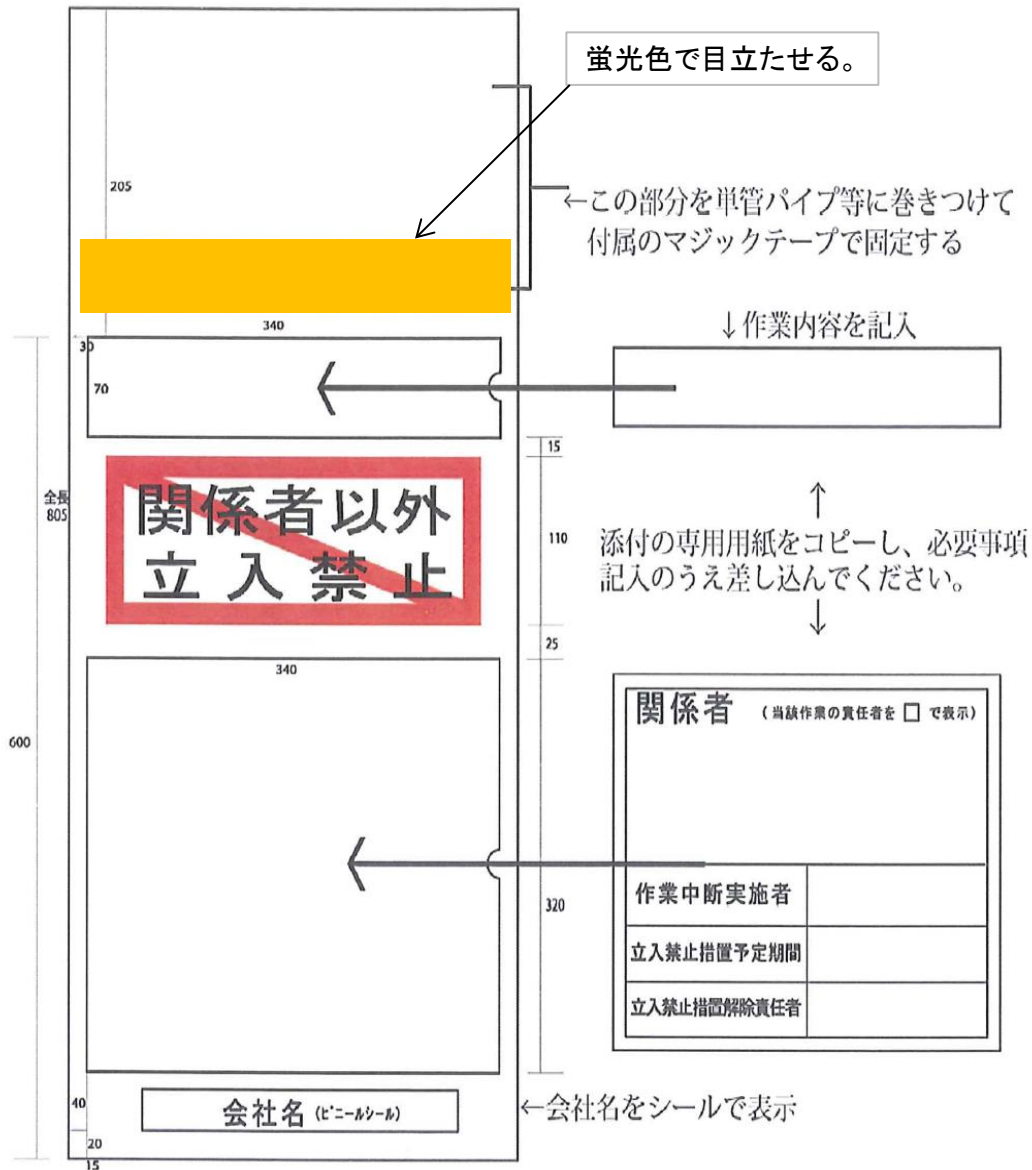 蛍光色で目立たせる。
205
←この部分を単管パイプ等に巻きつけて
付属のマジックテープで固定する
340
↓作業内容を記入
30
70
15
全長
805
関係者以外
立入禁止
110
↑
添付の専用用紙をコピーし、必要事項
記入のうえ差し込んでください。
↓
25
340
関係者 (当該作業の責任者を □ で表示)
600
作業中断実施者
320
立入禁止措置予定期間
立入禁止措置解除責任者
40
会社名 (ビニールシール)
←会社名をシールで表示
20
15